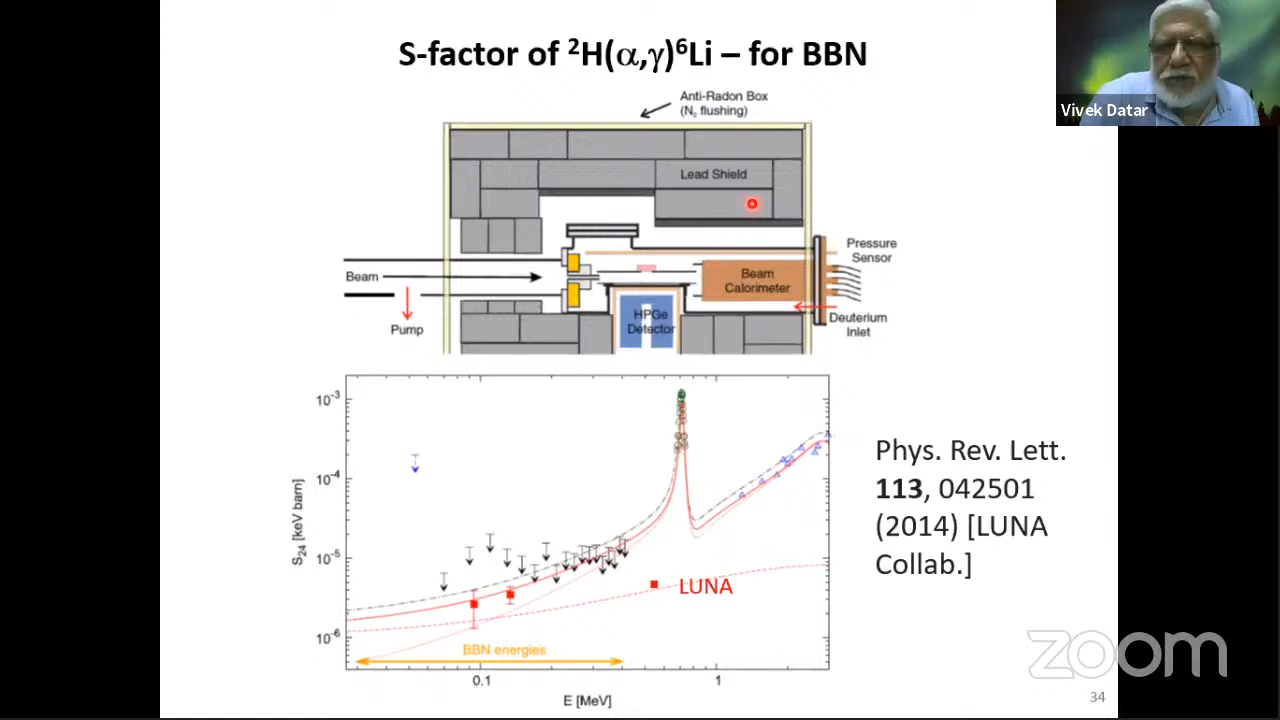 S-factor of ²H(α,γ)⁶Li – for BBN
Vivek Datar
Anti-Radon Box
(N₂ flushing)
Lead Shield
Pressure
Sensor
Beam
Beam
Calorimeter
HPGe
Detector
Deuterium
Inlet
Pump
10⁻³
10⁻⁴
10⁻⁵
10⁻⁶
S₂₄ [keV barn]
LUNA
BBN energies
0.1
1
E [MeV]
Phys. Rev. Lett.
113, 042501
(2014) [LUNA
Collab.]
zoom
34